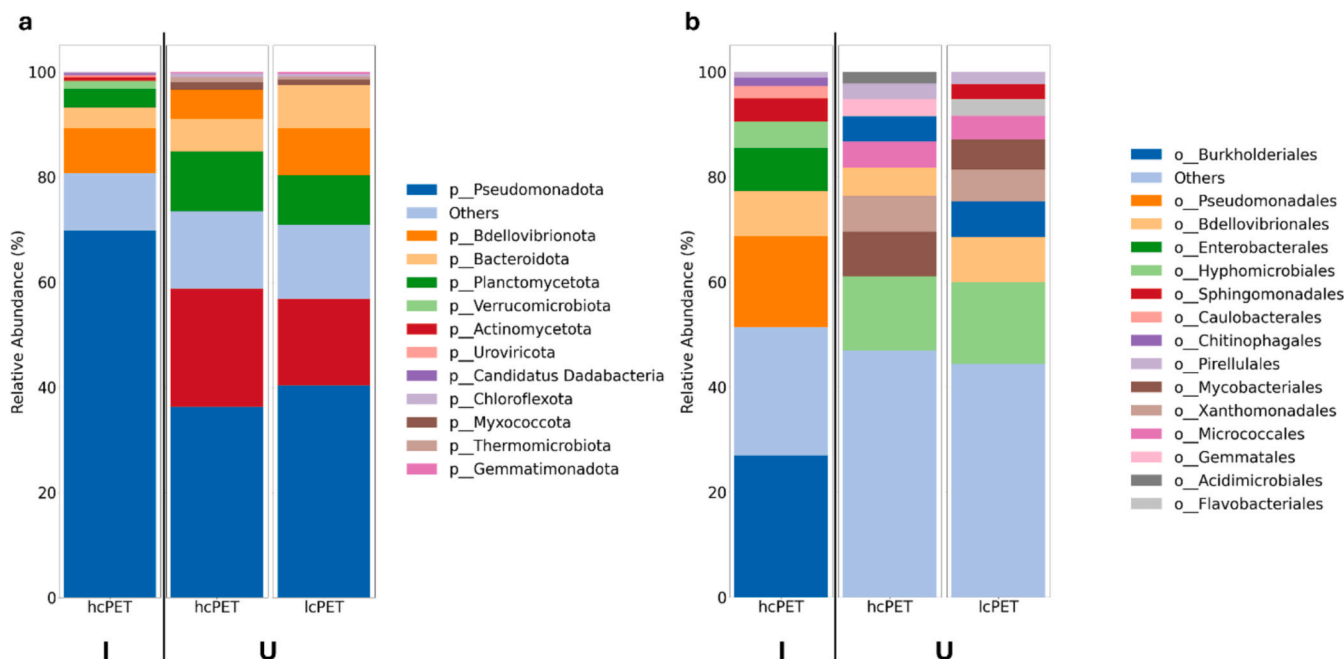 a
Relative Abundance (%)
100
80
60
40
20
0
hcPET
hcPET
lcPET
I
U
p__Pseudomonadota
Others
p__Bdellovibrionota
p__Bacteroidota
p__Planctomycetota
p__Verrucomicrobiota
p__Actinomycetota
p__Uroviricota
p__Candidatus Dadabacteria
p__Chloroflexota
p__Myxococcota
p__Thermomicrobiota
p__Gemmatimonadota
b
Relative Abundance (%)
100
80
60
40
20
0
hcPET
hcPET
lcPET
I
U
o__Burkholderiales
Others
o__Pseudomonadales
o__Bdellovibrionales
o__Enterobacterales
o__Hyphomicrobiales
o__Sphingomonadales
o__Caulobacterales
o__Chitinophagales
o__Pirellulales
o__Mycobacteriales
o__Xanthomonadales
o__Micrococcales
o__Gemmatales
o__Acidimicrobiales
o__Flavobacteriales